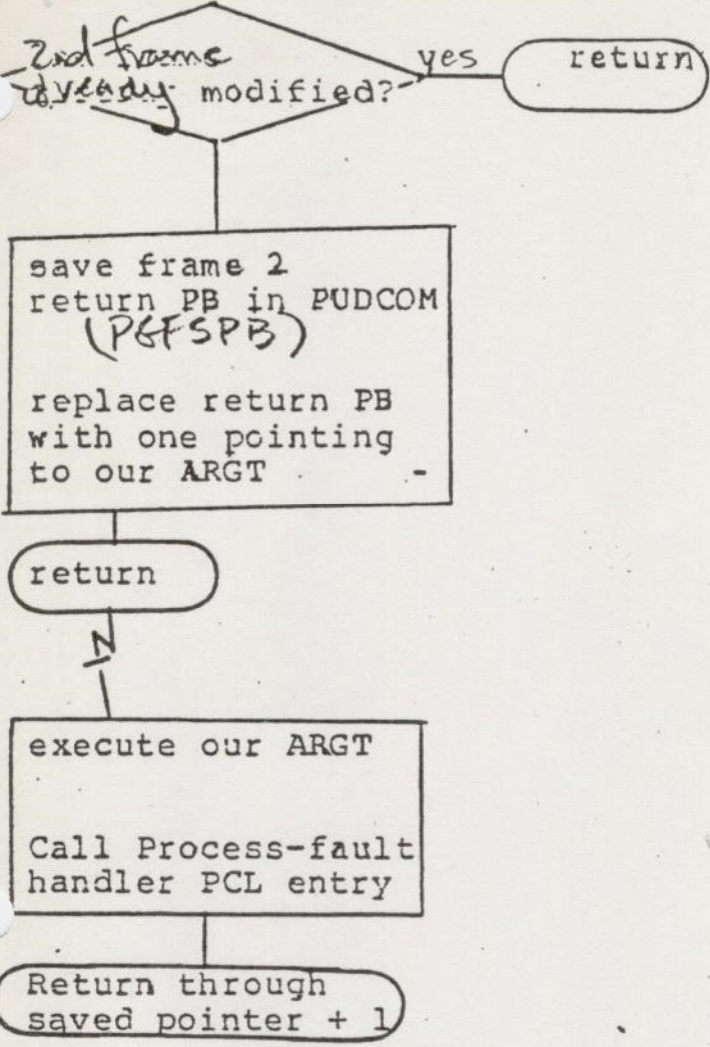 2nd frame
already modified?
yes
return
save frame 2
return PB in PUDCOM
(PGFSPB)
replace return PB
with one pointing
to our ARGT
return
execute our ARGT
Call Process-fault
handler PCL entry
Return through
saved pointer + 1